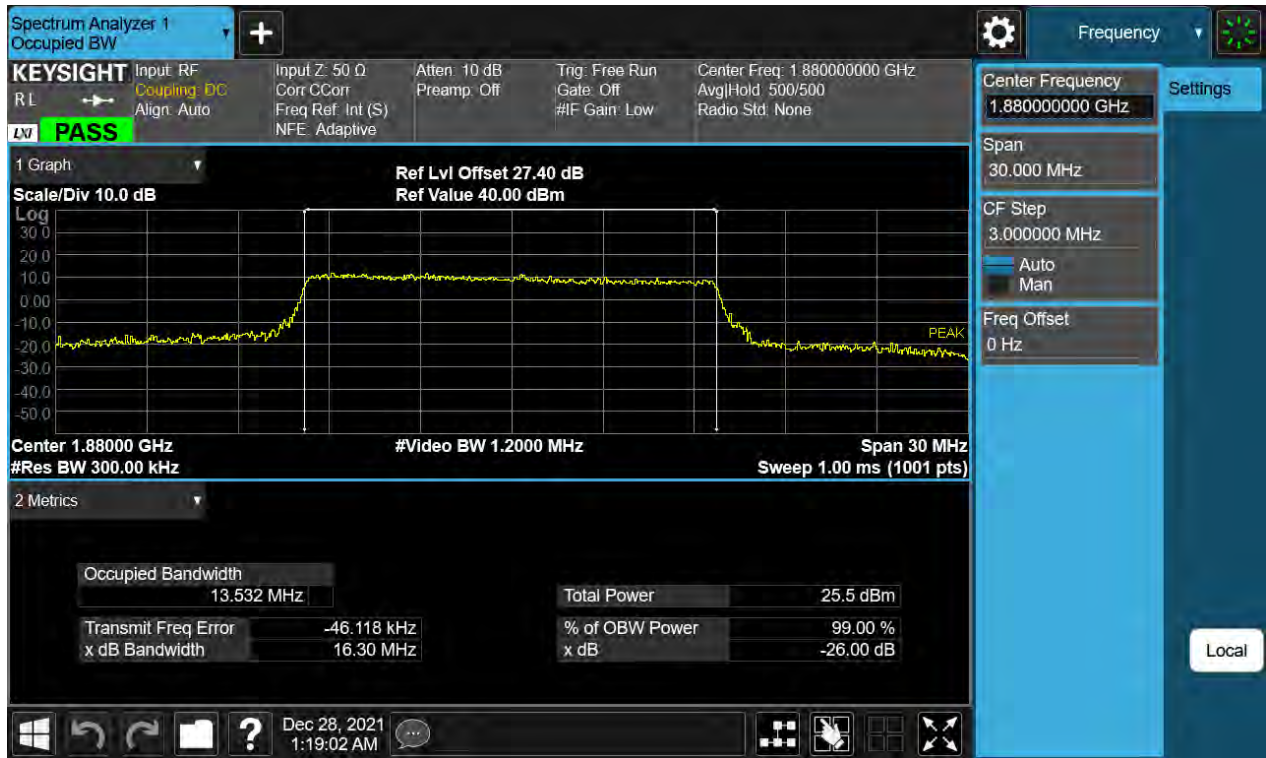 Spectrum Analyzer 1
Occupied BW
+
Frequency
KEYSIGHT
RL
LXI
PASS
Input: RF
Coupling: DC
Align: Auto
Input Z: 50 Ω
Corr CCorr
Freq Ref: Int (S)
NFE: Adaptive
Atten: 10 dB
Preamp: Off
Trig: Free Run
Gate: Off
#IF Gain: Low
Center Freq: 1.880000000 GHz
Avg|Hold: 500/500
Radio Std: None
Center Frequency
1.880000000 GHz
Settings
Span
30.000 MHz
CF Step
3.000000 MHz
Auto
Man
Freq Offset
0 Hz
1 Graph
Scale/Div 10.0 dB
Ref Lvl Offset 27.40 dB
Ref Value 40.00 dBm
Log
30.0
20.0
10.0
0.00
-10.0
-20.0
-30.0
-40.0
-50.0
PEAK
Center 1.88000 GHz
#Video BW 1.2000 MHz
Span 30 MHz
#Res BW 300.00 kHz
Sweep 1.00 ms (1001 pts)
2 Metrics
Occupied Bandwidth
13.532 MHz
Total Power 25.5 dBm
Transmit Freq Error -46.118 kHz
% of OBW Power 99.00 %
x dB Bandwidth 16.30 MHz
x dB -26.00 dB
Local
?
Dec 28, 2021
1:19:02 AM